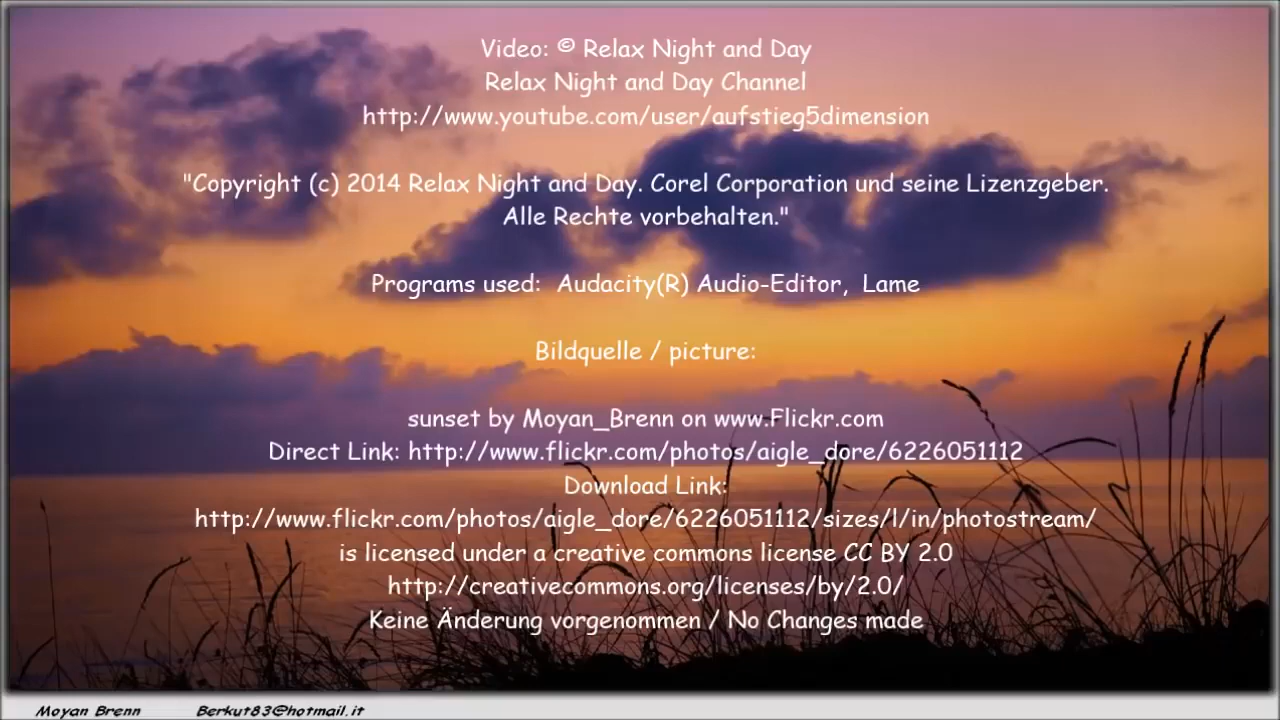 Video: © Relax Night and Day
Relax Night and Day Channel
http://www.youtube.com/user/aufstieg5dimension
"Copyright (c) 2014 Relax Night and Day. Corel Corporation und seine Lizenzgeber.
Alle Rechte vorbehalten."
Programs used:  Audacity(R) Audio-Editor,  Lame
Bildquelle / picture:
sunset by Moyan_Brenn on www.Flickr.com
Direct Link: http://www.flickr.com/photos/aigle_dore/6226051112
Download Link:
http://www.flickr.com/photos/aigle_dore/6226051112/sizes/l/in/photostream/
is licensed under a creative commons license CC BY 2.0
http://creativecommons.org/licenses/by/2.0/
Keine Änderung vorgenommen / No Changes made
Moyan Brenn Berkut83@hotmail.it